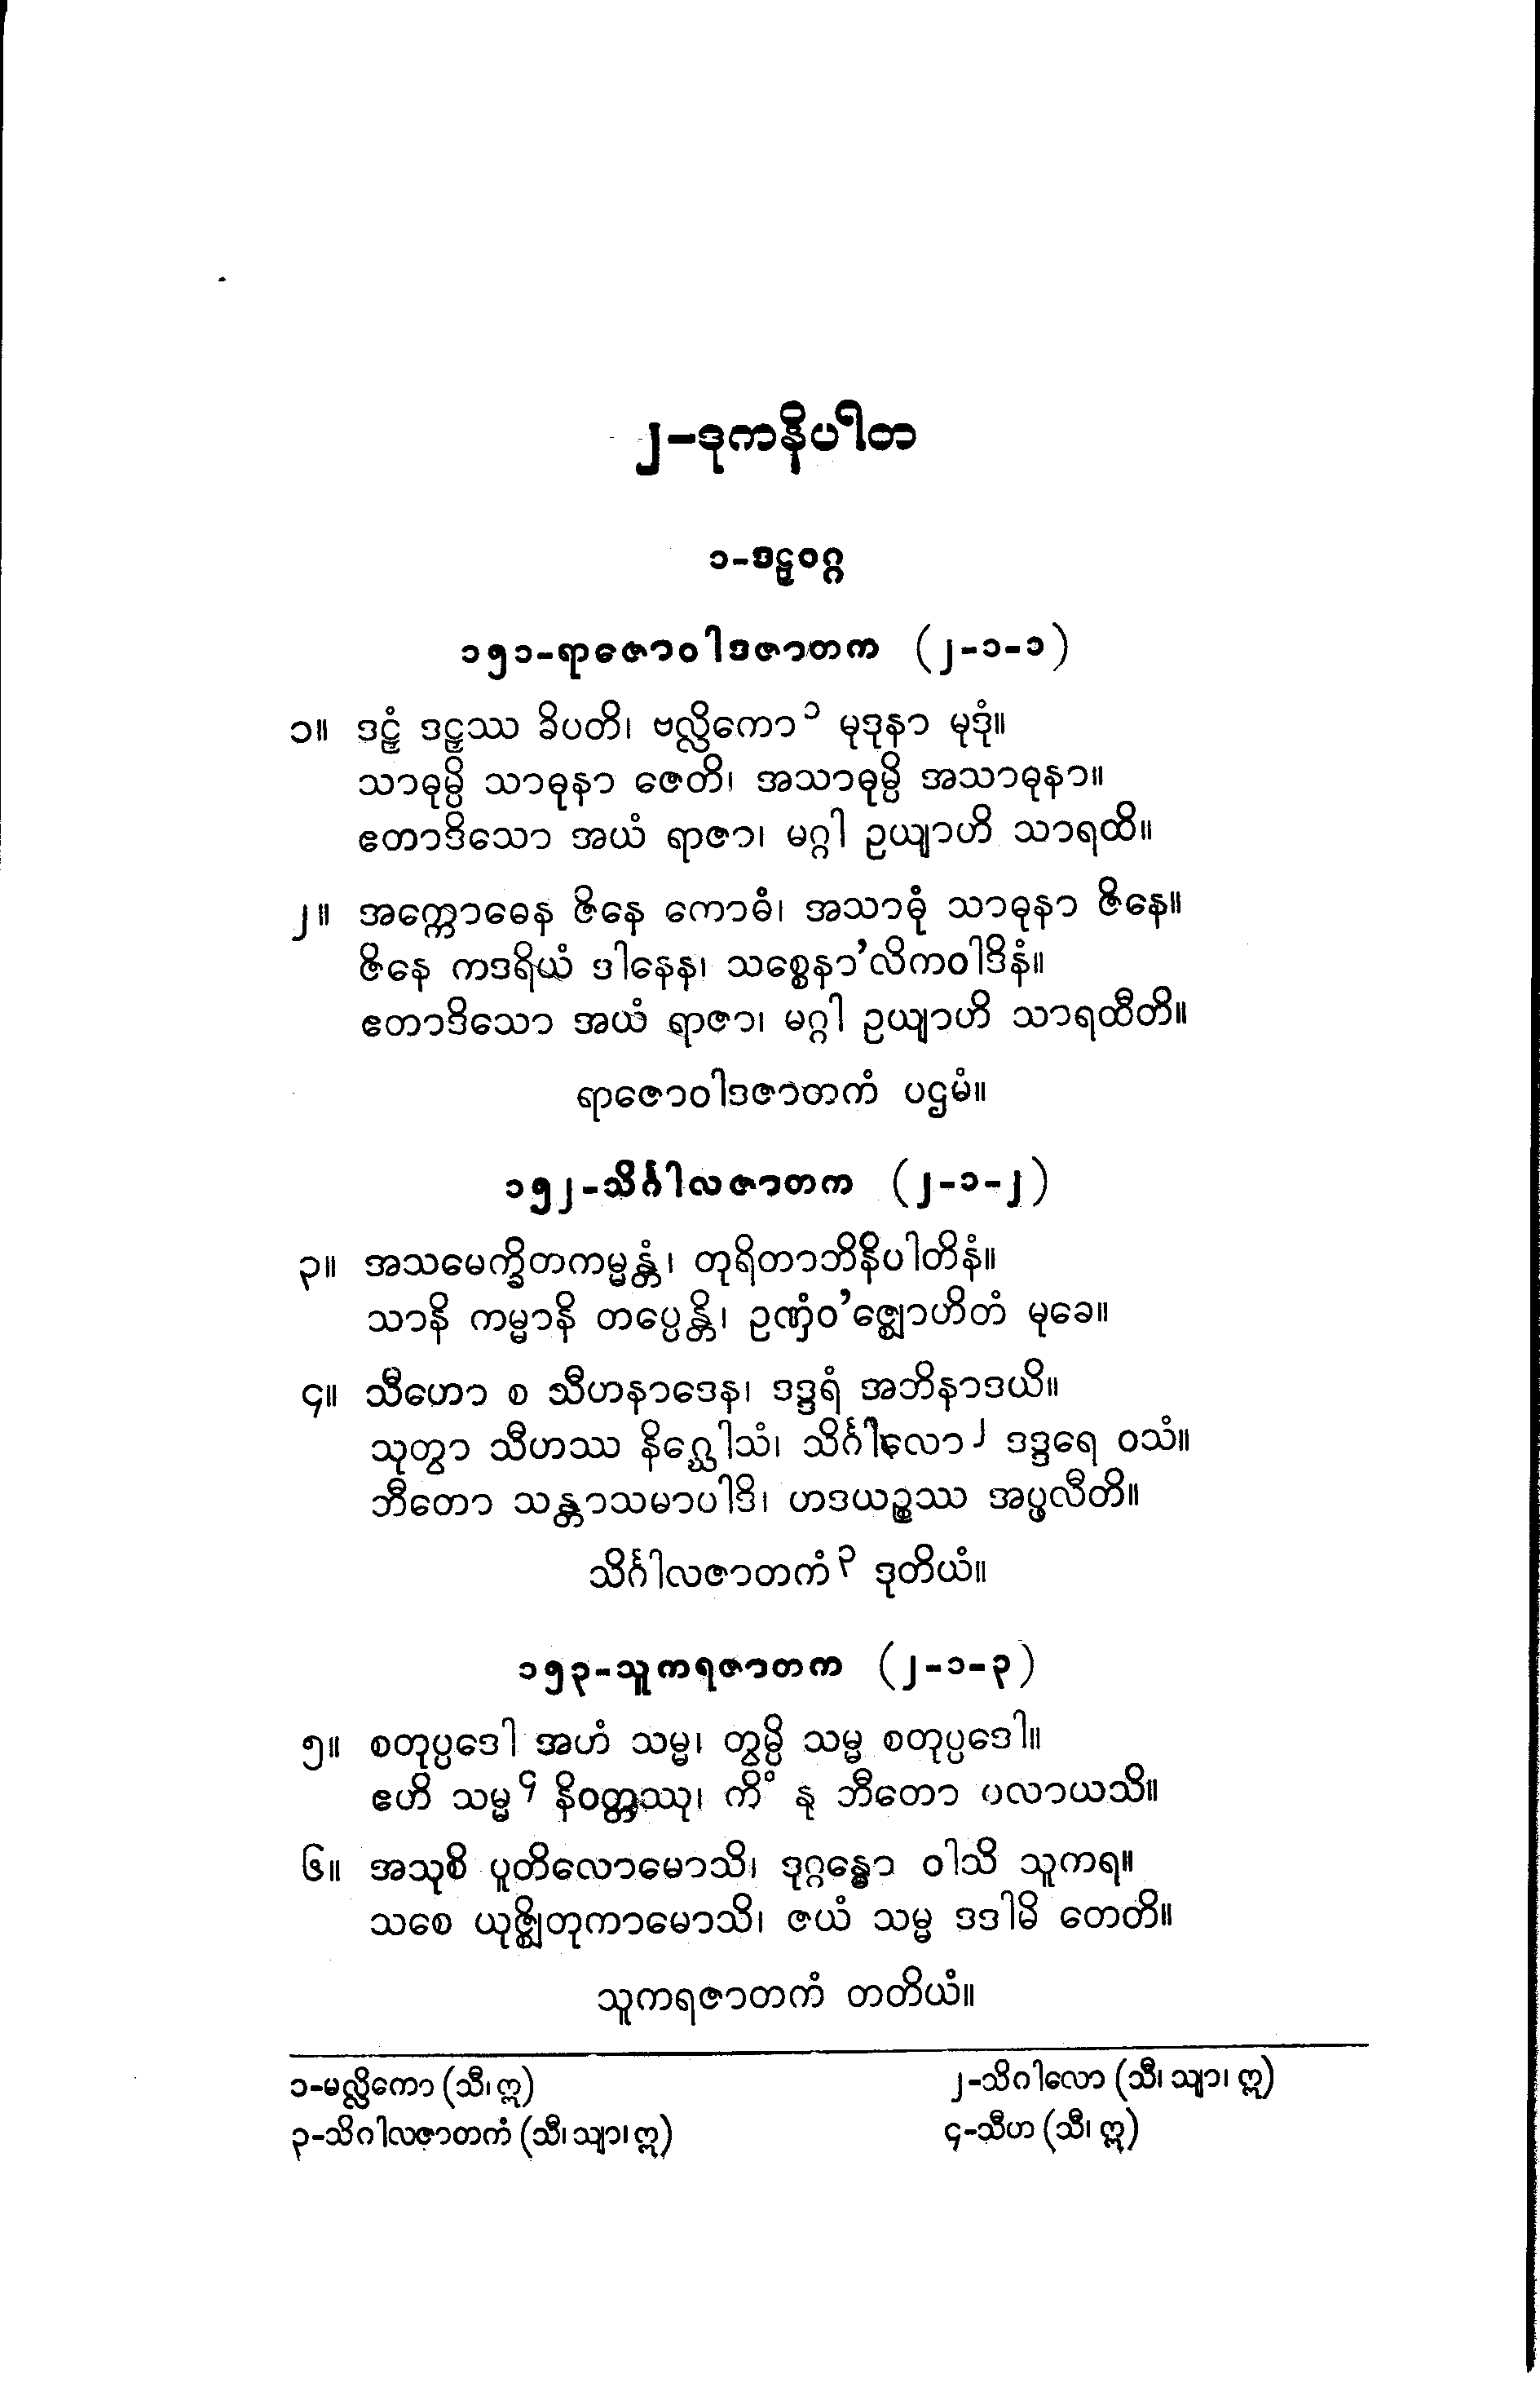 ၂-ဒုကနိပါတ
၁-ဒဠှဝဂ္ဂ
၁၅၁-ရာဇောဝါဒဇာတက (၂-၁-၁)
၁။ ဒဠှံ ဒဠှဿ ခိပတိ၊ ဗလ္လိကော၁ မုဒုနာ မုဒုံ။
သာဓုမ္ပိ သာဓုနာ ဇေတိ၊ အသာဓုမ္ပိ အသာဓုနာ။
ဧတာဒိသော အယံ ရာဇာ၊ မဂ္ဂါ ဥယျာဟိ သာရထိ။
၂။ အက္ကောဓေန ဇိနေ ကောဓံ၊ အသာဓုံ သာဓုနာ ဇိနေ။
ဇိနေ ကဒရိယံ ဒါနေန၊ သစ္စေနာ’လိကဝါဒိနံ။
ဧတာဒိသော အယံ ရာဇာ၊ မဂ္ဂါ ဥယျာဟိ သာရထီတိ။
ရာဇောဝါဒဇာတကံ ပဌမံ။
၁၅၂-သိင်္ဂါလဇာတက (၂-၁-၂)
၃။ အသမေက္ခိတကမ္မန္တံ၊ တုရိတာဘိနိပါတိနံ။
သာနိ ကမ္မာနိ တပ္ပေန္တိ၊ ဥဏှံဝ’ဇ္ဈောဟိတံ မုခေ။
၄။ သီဟော စ သီဟနာဒေန၊ ဒဒ္ဒရံ အဘိနာဒယိ။
သုတွာ သီဟဿ နိဂ္ဃေါသံ၊ သိင်္ဂါလော၂ ဒဒ္ဒရေ ဝသံ။
ဘီတော သန္တာသမာပါဒိ၊ ဟဒယဉ္စဿ အပ္ဖလီတိ။
သိင်္ဂါလဇာတကံ၃ ဒုတိယံ။
၁၅၃-သူကရဇာတက (၂-၁-၃)
၅။ စတုပ္ပဒေါ အဟံ သမ္မ၊ တွမ္ပိ သမ္မ စတုပ္ပဒေါ။
ဧဟိ သမ္မ၄ နိဝတ္တဿု၊ ကိံ နု ဘီတော ပလာယသိ။
၆။ အသုစိ ပူတိလောမောသိ၊ ဒုဂ္ဂန္ဓော ဝါသိ သူကရ။
သစေ ယုဇ္ဈိတုကာမောသိ၊ ဇယံ သမ္မ ဒဒါမိ တေတိ။
သူကရဇာတကံ တတိယံ။
၁-မလ္လိကော (သီ၊ဣ) ၂-သိဂါလော (သီ၊ သျာ၊ ဣ)
၃-သိဂါလဇာတကံ (သီ၊ သျာ၊ ဣ) ၄-သီဟ (သီ၊ ဣ)